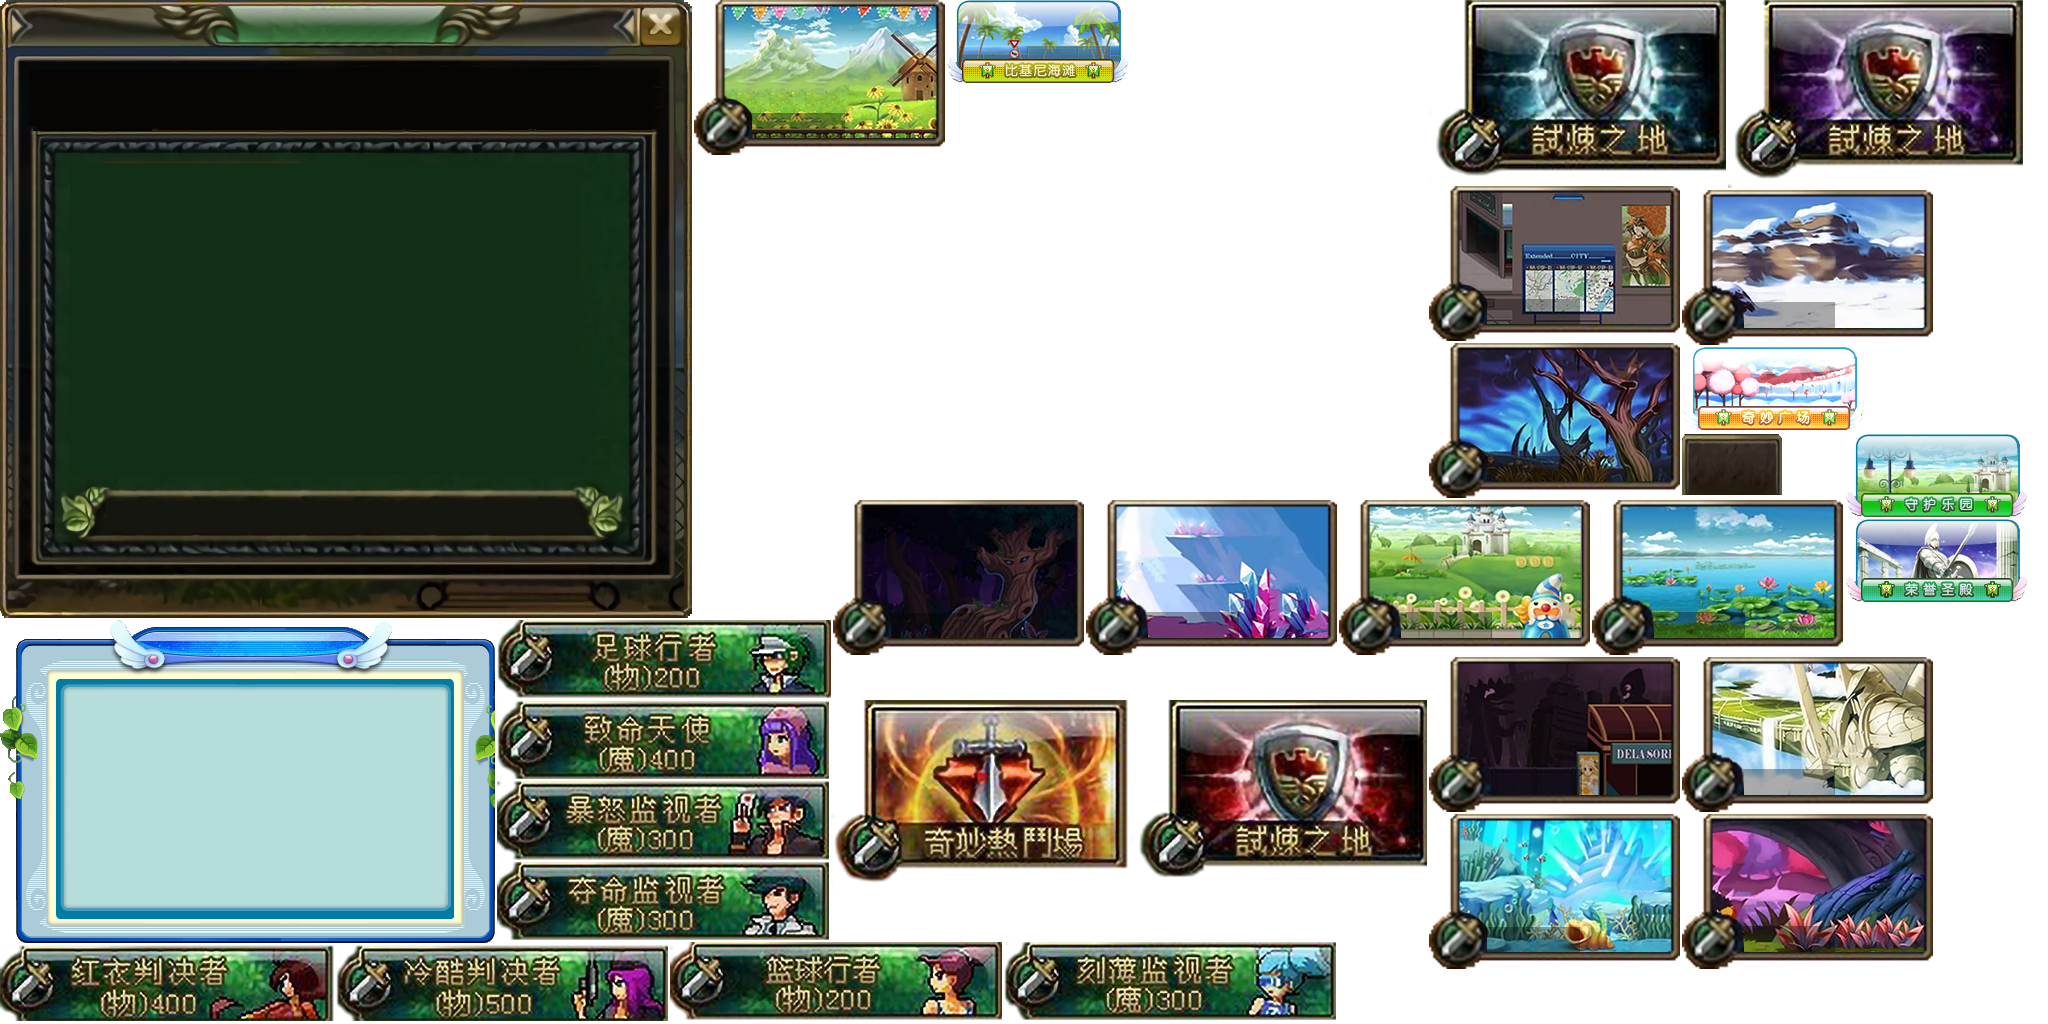 比基尼海滩
試煉之地
試煉之地
Extended CITY
奇妙广场
守护乐园
荣誉圣殿
足球行者
(物)200
致命天使
(魔)400
暴怒监视者
(魔)300
夺命监视者
(魔)300
奇妙熱鬥場
試煉之地
DELASORI
红衣判决者
(物)400
冷酷判决者
(物)500
篮球行者
(物)200
刻薄监视者
(魔)300